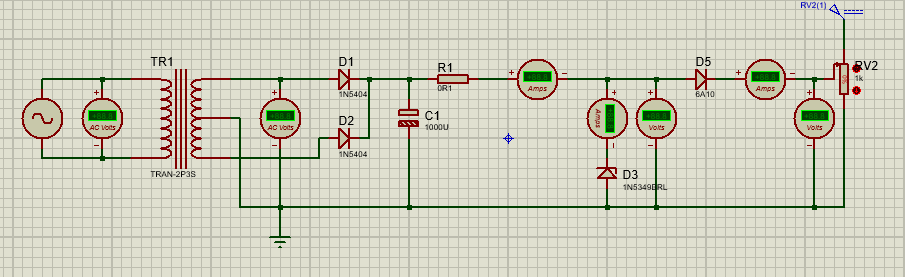 RV2(1)
TR1
TRAN-2P3S
AC Volts
AC Volts
D1
1N5404
D2
1N5404
C1
1000U
R1
0R1
Amps
Amps
Volts
D3
1N5349BRL
D5
6A10
Amps
Volts
RV2
1k